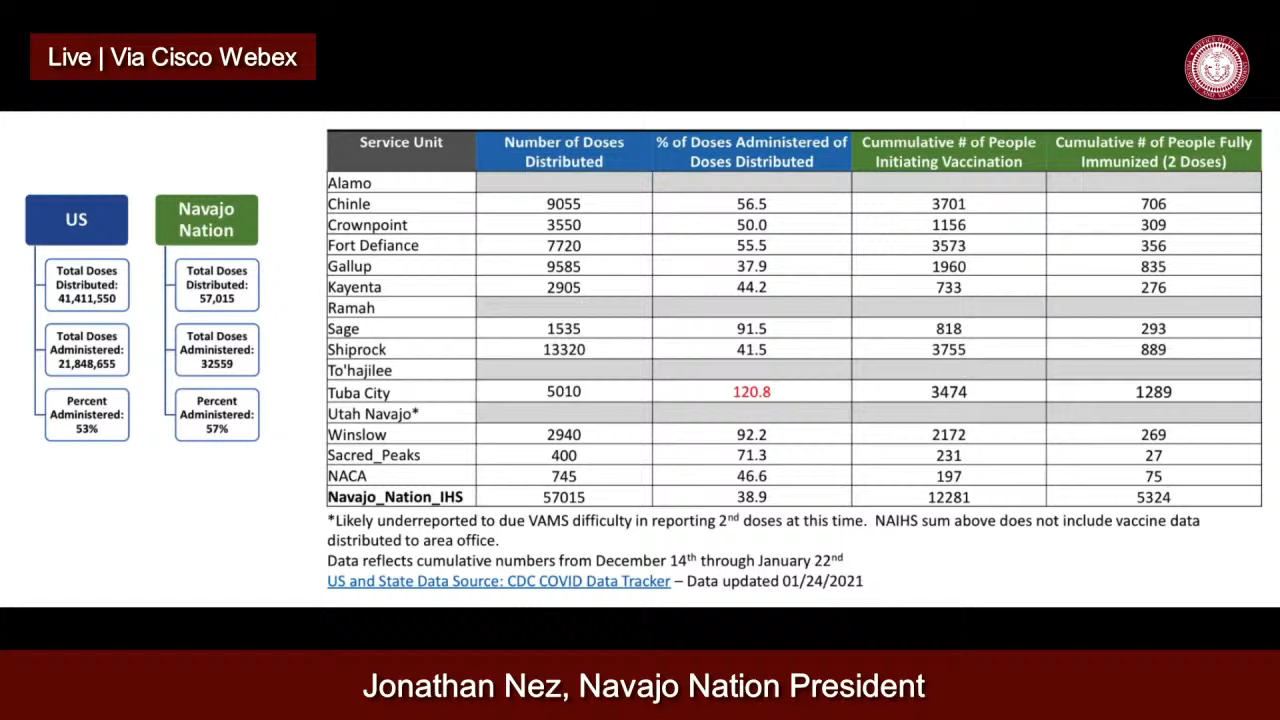 Live | Via Cisco Webex
OFFICE OF THE
PRESIDENT AND VICE PRESIDENT
US
Total Doses
Distributed:
41,411,550
Total Doses
Administered:
21,848,655
Percent
Administered:
53%
Navajo
Nation
Total Doses
Distributed:
57,015
Total Doses
Administered:
32559
Percent
Administered:
57%
Service Unit Number of Doses Distributed % of Doses Administered of Doses Distributed Cummulative # of People Initiating Vaccination Cumulative # of People Fully Immunized (2 Doses)
Alamo
Chinle 9055 56.5 3701 706
Crownpoint 3550 50.0 1156 309
Fort Defiance 7720 55.5 3573 356
Gallup 9585 37.9 1960 835
Kayenta 2905 44.2 733 276
Ramah
Sage 1535 91.5 818 293
Shiprock 13320 41.5 3755 889
To'hajilee
Tuba City 5010 120.8 3474 1289
Utah Navajo*
Winslow 2940 92.2 2172 269
Sacred_Peaks 400 71.3 231 27
NACA 745 46.6 197 75
Navajo_Nation_IHS 57015 38.9 12281 5324
*Likely underreported to due VAMS difficulty in reporting 2nd doses at this time. NAIHS sum above does not include vaccine data
distributed to area office.
Data reflects cumulative numbers from December 14th through January 22nd
US and State Data Source: CDC COVID Data Tracker – Data updated 01/24/2021
Jonathan Nez, Navajo Nation President